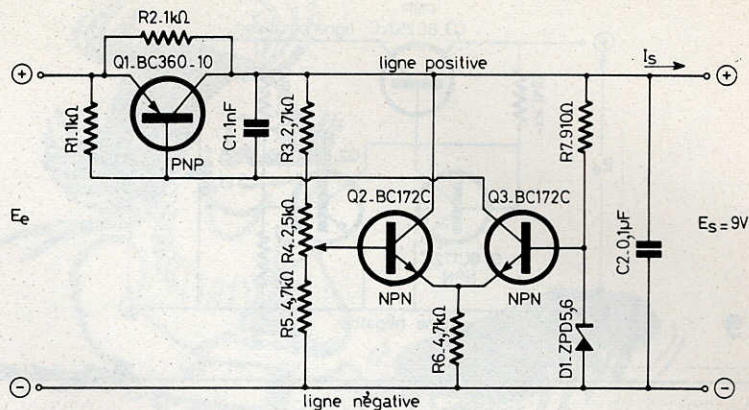 R2-1kΩ
Q1-BC360-10
ligne positive
Is
R1-1kΩ
PNP
C1-1nF
R3-2,7kΩ
R7-910Ω
Q2-BC172C
Q3-BC172C
Ee
R4-2,5kΩ
Es=9V
C2-0,1µF
NPN
NPN
R5-4,7kΩ
R6-4,7kΩ
D1-ZPD5,6
ligne négative